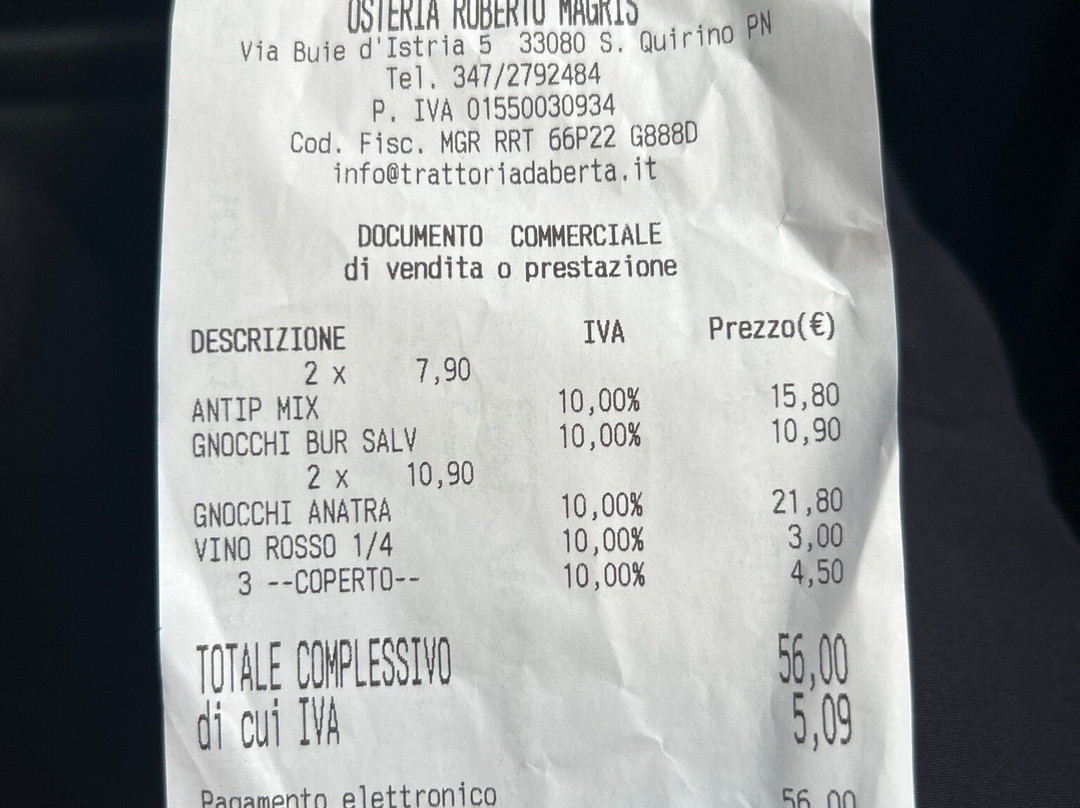 OSTERIA ROBERTO MAGRIS
Via Buie d'Istria 5 33080 S. Quirino PN
Tel. 347/2792484
P. IVA 01550030934
Cod. Fisc. MGR RRT 66P22 G888D
info@trattoriadaberta.it
DOCUMENTO COMMERCIALE
di vendita o prestazione
DESCRIZIONE IVA Prezzo(€)
2 x 7,90
ANTIP MIX 10,00% 15,80
GNOCCHI BUR SALV 10,00% 10,90
2 x 10,90
GNOCCHI ANATRA 10,00% 21,80
VINO ROSSO 1/4 10,00% 3,00
3 --COPERTO-- 10,00% 4,50
TOTALE COMPLESSIVO 56,00
di cui IVA 5,09
Pagamento elettronico 56,00